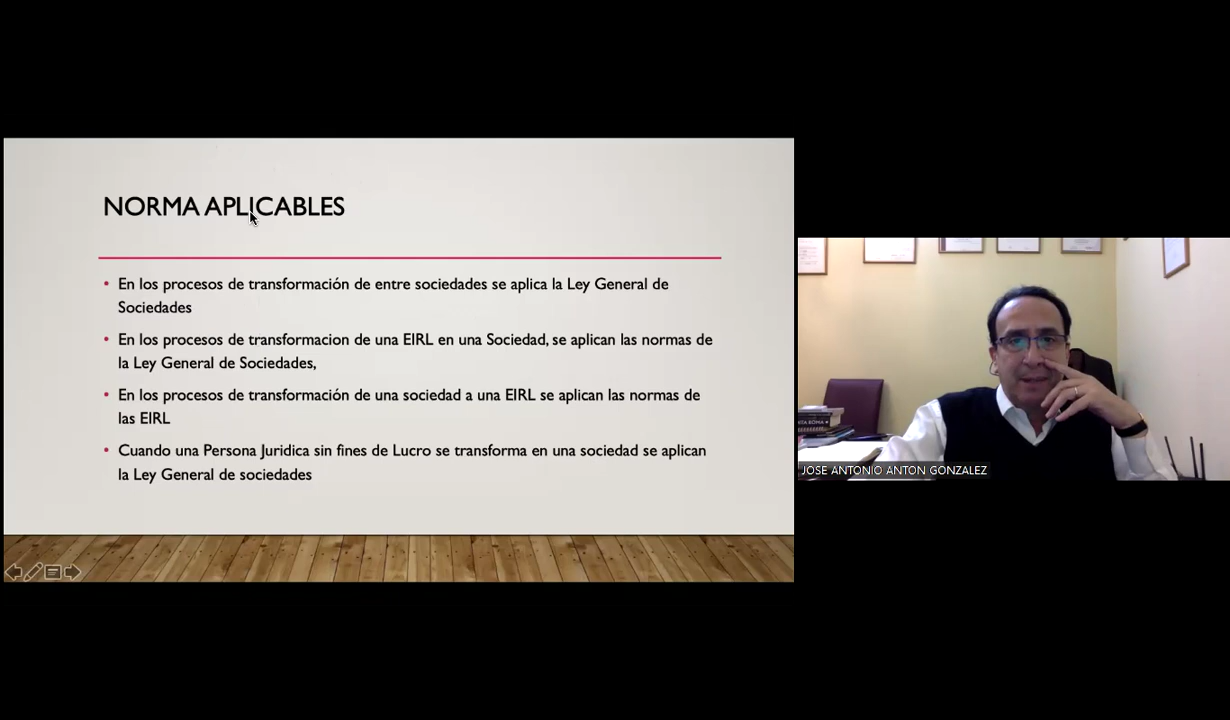 NORMA APLICABLES
• En los procesos de transformación de entre sociedades se aplica la Ley General de
Sociedades
• En los procesos de transformacion de una EIRL en una Sociedad, se aplican las normas de
la Ley General de Sociedades,
• En los procesos de transformación de una sociedad a una EIRL se aplican las normas de
las EIRL
• Cuando una Persona Juridica sin fines de Lucro se transforma en una sociedad se aplican
la Ley General de sociedades
ROMA
JOSE ANTONIO ANTON GONZALEZ